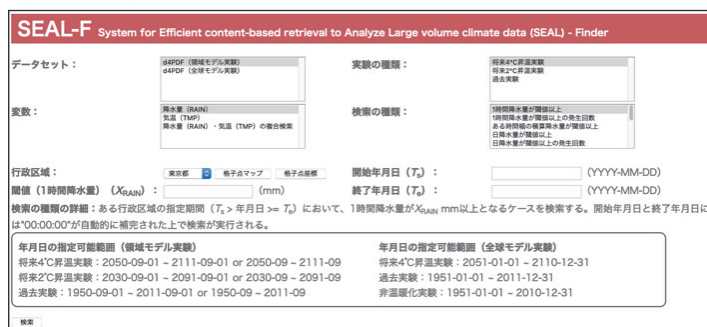 SEAL-F System for Efficient content-based retrieval to Analyze Large volume climate data (SEAL) - Finder
データセット：
d4PDF（領域モデル実験）
d4PDF（全球モデル実験）
実験の種類：
将来4℃昇温実験
将来2℃昇温実験
過去実験
変数：
降水量（RAIN）
気温（TMP）
降水量（RAIN）・気温（TMP）の複合検索
検索の種類：
1時間降水量が閾値以上
1時間降水量が閾値以上の発生回数
ある時間幅の積算降水量が閾値以上
日降水量が閾値以上
日降水量が閾値以上の発生回数
行政区域：
東京都 格子点マップ 格子点座標
開始年月日（Ts）： (YYYY-MM-DD)
閾値（1時間降水量）（XRAIN）： (mm)
終了年月日（Te）： (YYYY-MM-DD)
検索の種類の詳細：ある行政区域の指定期間（Ts > 年月日 >= Te）において、1時間降水量がXRAIN mm以上となるケースを検索する。開始年月日と終了年月日に
は"00:00:00"が自動的に補完された上で検索が実行される。
年月日の指定可能範囲（領域モデル実験）
将来4℃昇温実験：2050-09-01 ~ 2111-09-01 or 2050-09 ~ 2111-09
将来2℃昇温実験：2030-09-01 ~ 2091-09-01 or 2030-09 ~ 2091-09
過去実験：1950-09-01 ~ 2011-09-01 or 1950-09 ~ 2011-09
年月日の指定可能範囲（全球モデル実験）
将来4℃昇温実験：2051-01-01 ~ 2110-12-31
過去実験：1951-01-01 ~ 2011-12-31
非温暖化実験：1951-01-01 ~ 2010-12-31
検索